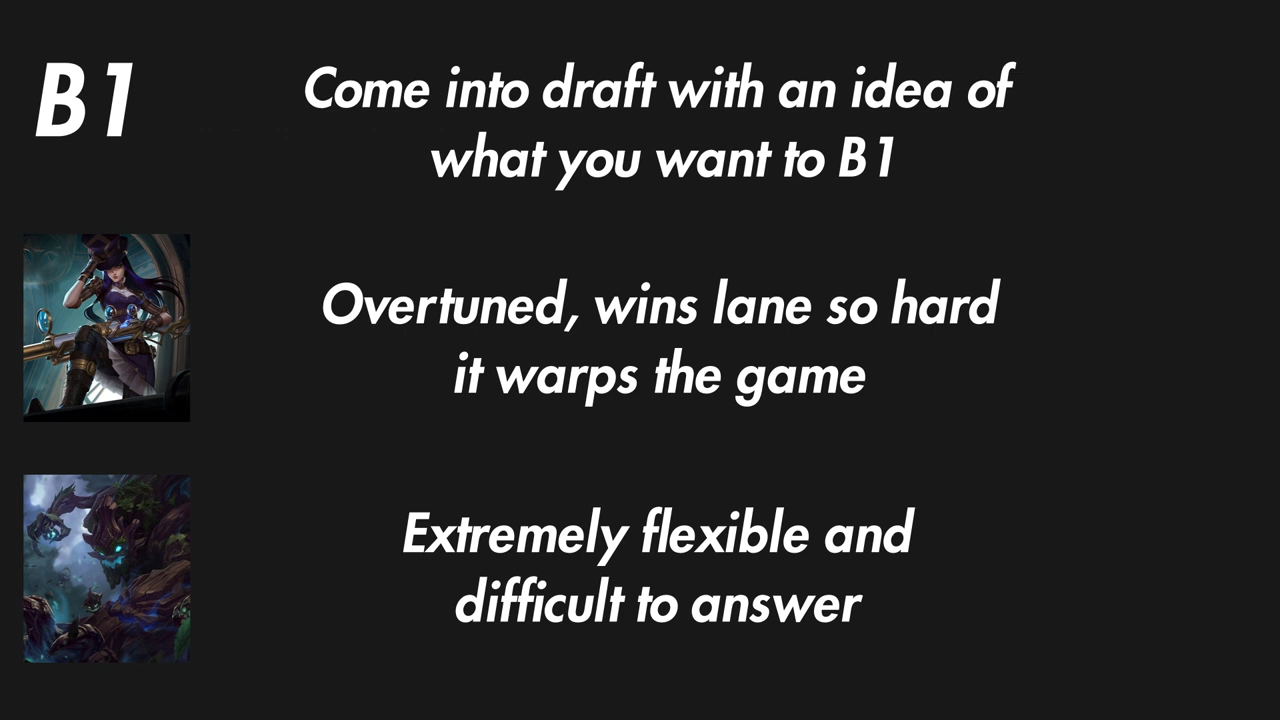 B1
Come into draft with an idea of
what you want to B1
Overtuned, wins lane so hard
it warps the game
Extremely flexible and
difficult to answer